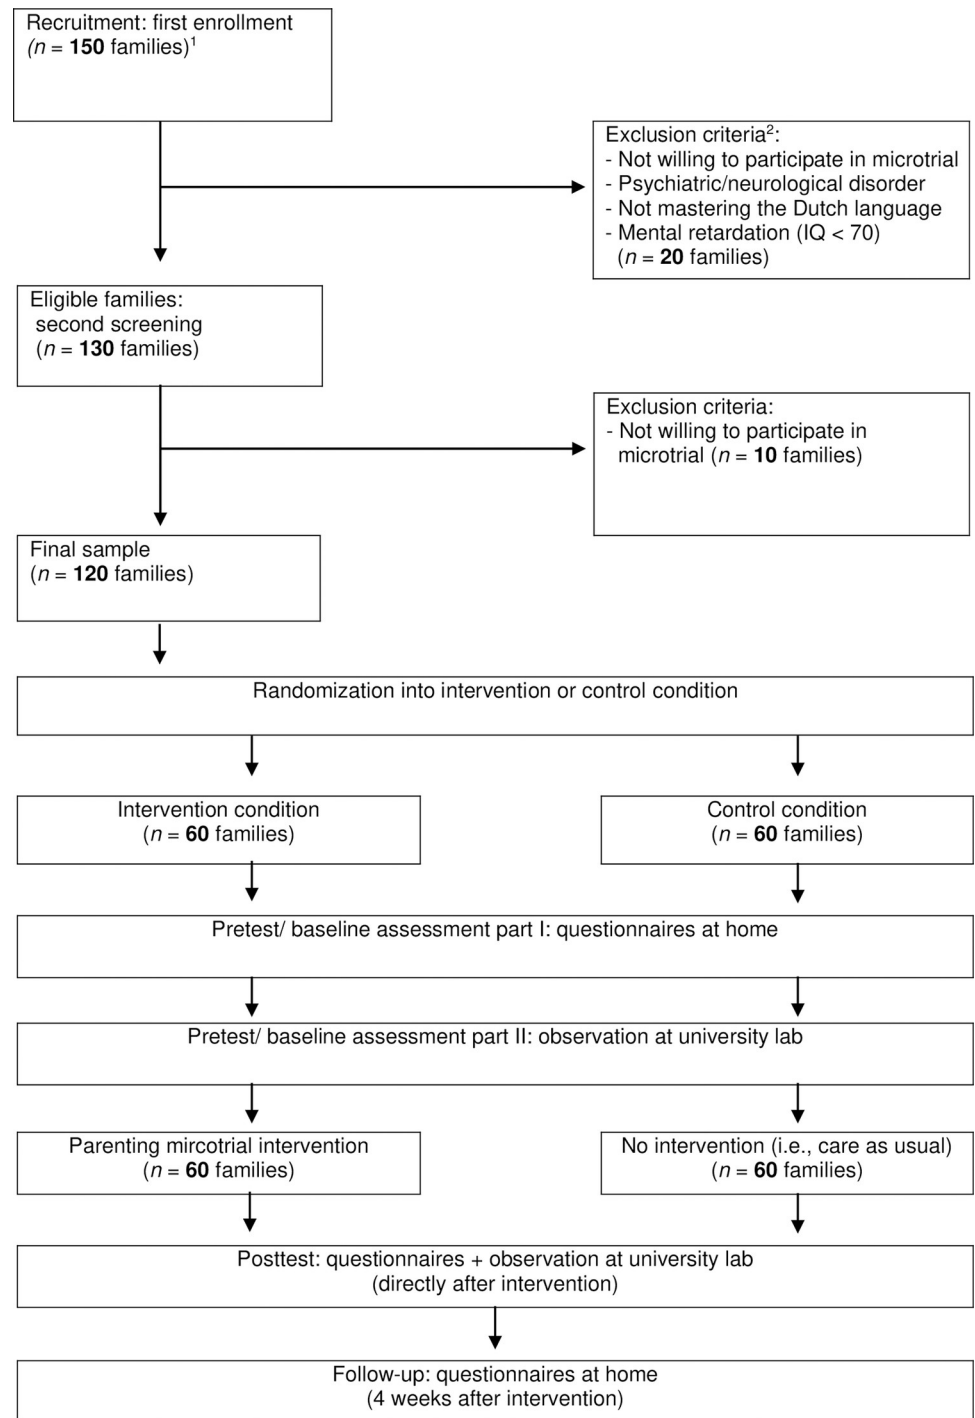 Recruitment: first enrollment
(n = 150 families)1
Exclusion criteria2:
- Not willing to participate in microtrial
- Psychiatric/neurological disorder
- Not mastering the Dutch language
- Mental retardation (IQ < 70)
(n = 20 families)
Eligible families:
second screening
(n = 130 families)
Exclusion criteria:
- Not willing to participate in
microtrial (n = 10 families)
Final sample
(n = 120 families)
Randomization into intervention or control condition
Intervention condition
(n = 60 families)
Control condition
(n = 60 families)
Pretest/ baseline assessment part I: questionnaires at home
Pretest/ baseline assessment part II: observation at university lab
Parenting mircotrial intervention
(n = 60 families)
No intervention (i.e., care as usual)
(n = 60 families)
Posttest: questionnaires + observation at university lab
(directly after intervention)
Follow-up: questionnaires at home
(4 weeks after intervention)